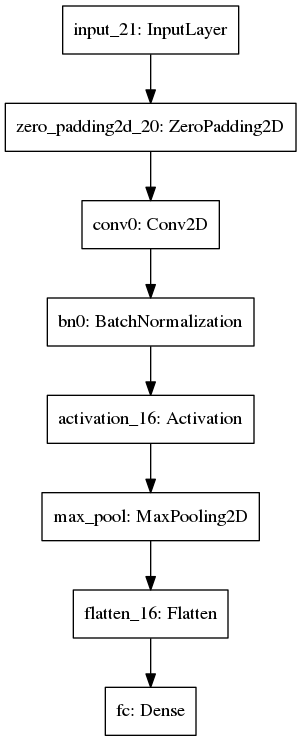 input_21: InputLayer
zero_padding2d_20: ZeroPadding2D
conv0: Conv2D
bn0: BatchNormalization
activation_16: Activation
max_pool: MaxPooling2D
flatten_16: Flatten
fc: Dense